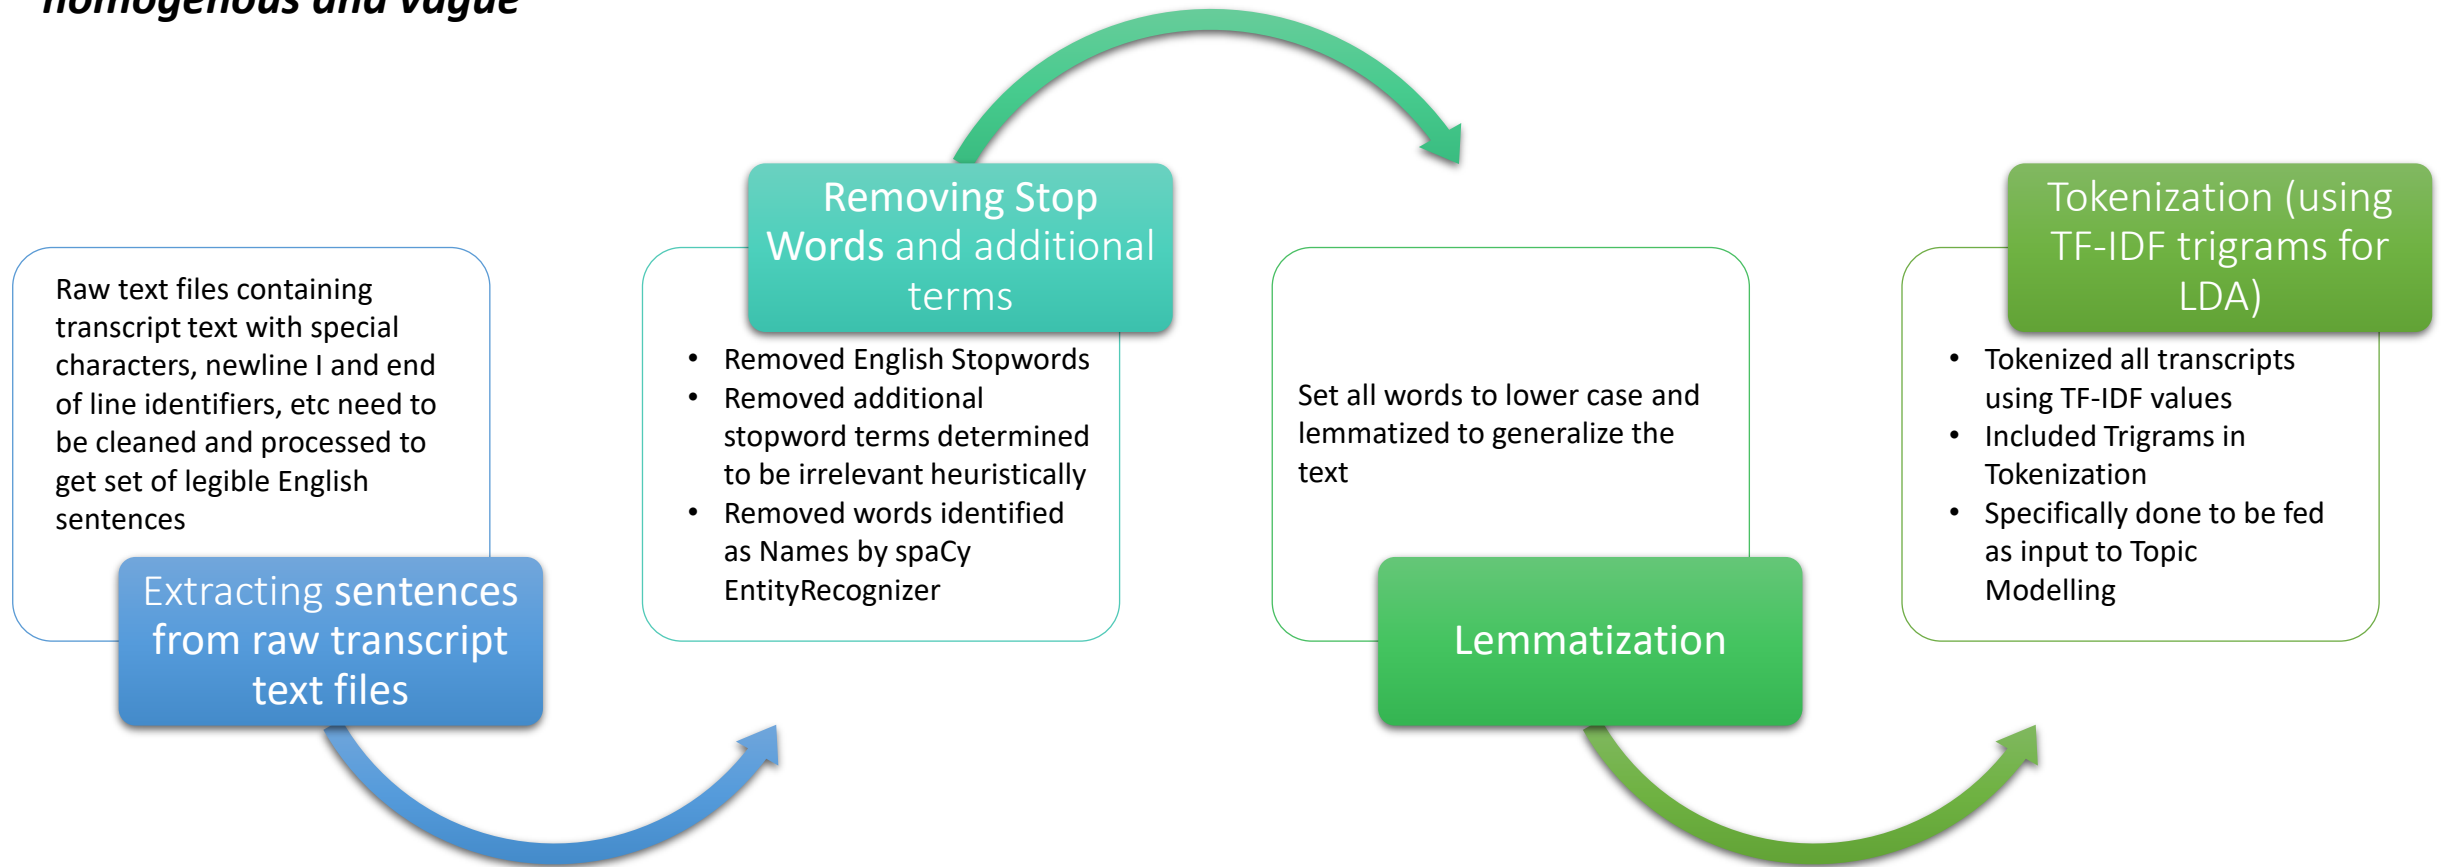 homogenous and vague
Raw text files containing
transcript text with special
characters, newline I and end
of line identifiers, etc need to
be cleaned and processed to
get set of legible English
sentences
Extracting sentences
from raw transcript
text files
Removing Stop
Words and additional
terms
• Removed English Stopwords
• Removed additional
stopword terms determined
to be irrelevant heuristically
• Removed words identified
as Names by spaCy
EntityRecognizer
Set all words to lower case and
lemmatized to generalize the
text
Lemmatization
Tokenization (using
TF-IDF trigrams for
LDA)
• Tokenized all transcripts
using TF-IDF values
• Included Trigrams in
Tokenization
• Specifically done to be fed
as input to Topic
Modelling